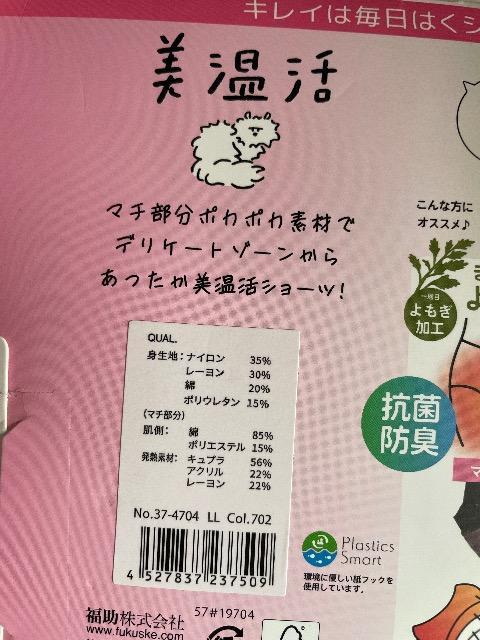 キレイは毎日はくシ
美温活
マチ部分ポカポカ素材で
デリケートゾーンから
あったか美温活ショーツ!
こんな方に
オススメ♪
よもぎ
加工
抗菌
防臭
QUAL.
身生地: ナイロン 35%
レーヨン 30%
綿 20%
ポリウレタン 15%
(マチ部分)
肌側: 綿 85%
ポリエステル 15%
発熱素材: キュプラ 56%
アクリル 22%
レーヨン 22%
No.37-4704 LL Col.702
4 527837 237509
Plastics
Smart
環境に優しい紙フックを
使用しています。
福助株式会社 57#19704
www.fukuske.com